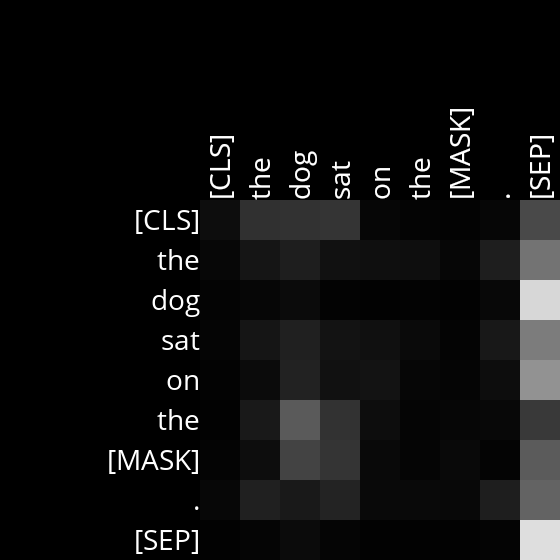 [CLS] the dog sat on the [MASK] . [SEP]
[CLS]
the
dog
sat
on
the
[MASK]
.
[SEP]